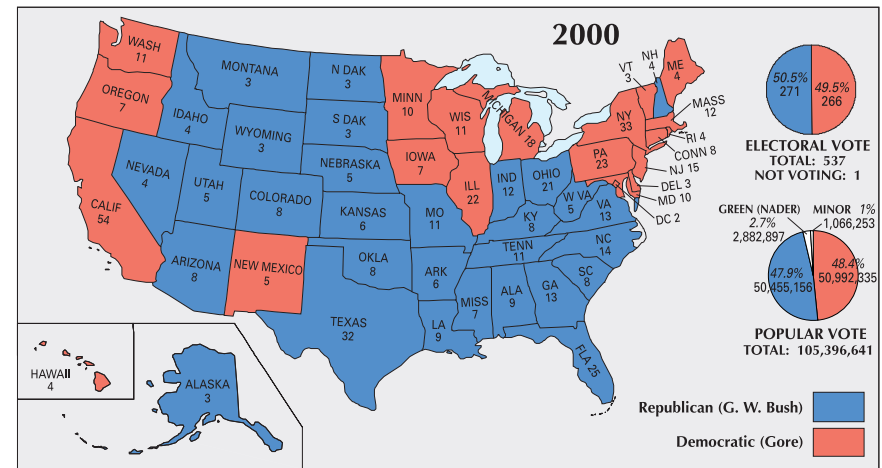 2000
WASH
11
OREGON
7
CALIF
54
NEVADA
4
IDAHO
4
MONTANA
3
WYOMING
3
UTAH
5
COLORADO
8
ARIZONA
8
NEW MEXICO
5
N DAK
3
S DAK
3
NEBRASKA
5
KANSAS
6
OKLA
8
TEXAS
32
MINN
10
IOWA
7
MO
11
ARK
6
LA
9
WIS
11
ILL
22
MICHIGAN 18
IND
12
OHIO
21
KY
8
TENN
11
MISS
7
ALA
9
GA
13
FLA 25
SC
8
NC
14
VA
13
W VA
5
PA
23
NY
33
VT
3
NH
4
ME
4
MASS
12
RI 4
CONN 8
NJ 15
DEL 3
MD 10
DC 2
HAWAII
4
ALASKA
3
50.5%
271
49.5%
266
ELECTORAL VOTE
TOTAL: 537
NOT VOTING: 1
GREEN (NADER)
2.7%
2,882,897
MINOR 1%
1,066,253
47.9%
50,455,156
48.4%
50,992,335
POPULAR VOTE
TOTAL: 105,396,641
Republican (G. W. Bush)
Democratic (Gore)